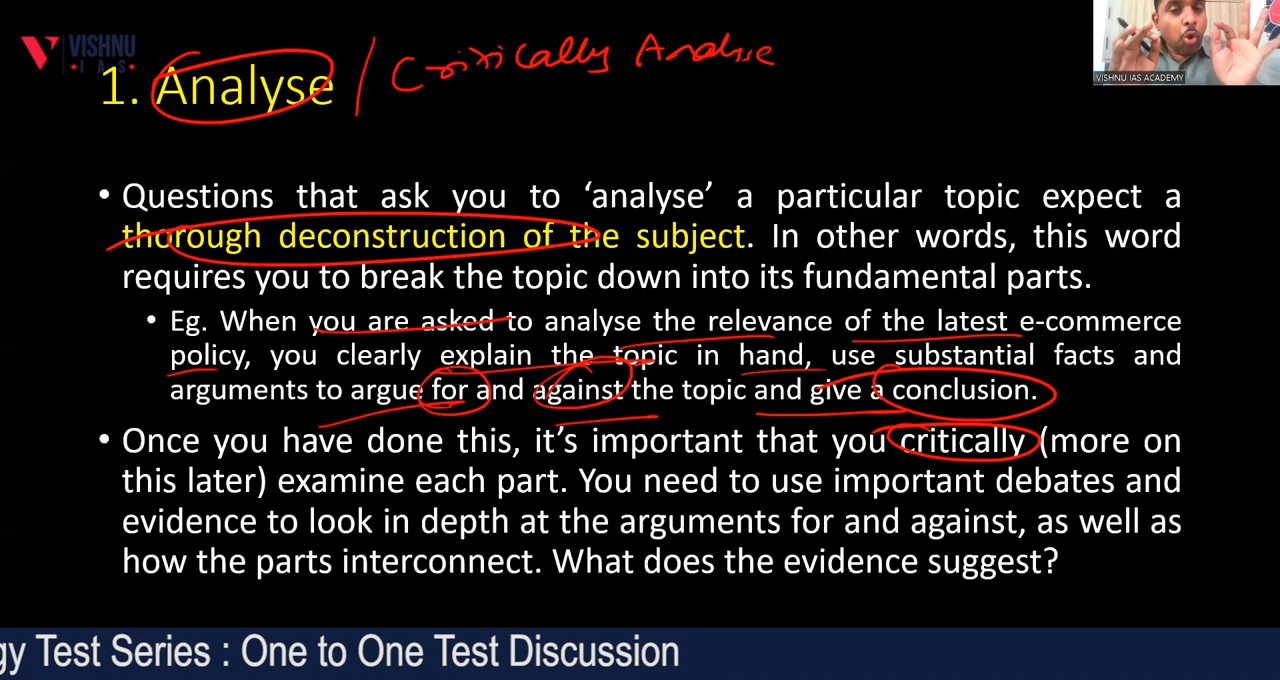 VISHNU
IAS
1. Analyse / Critically Analyse
VISHNU IAS ACADEMY
• Questions that ask you to ‘analyse’ a particular topic expect a
thorough deconstruction of the subject. In other words, this word
requires you to break the topic down into its fundamental parts.
• Eg. When you are asked to analyse the relevance of the latest e-commerce
policy, you clearly explain the topic in hand, use substantial facts and
arguments to argue for and against the topic and give a conclusion.
• Once you have done this, it’s important that you critically (more on
this later) examine each part. You need to use important debates and
evidence to look in depth at the arguments for and against, as well as
how the parts interconnect. What does the evidence suggest?
gy Test Series : One to One Test Discussion